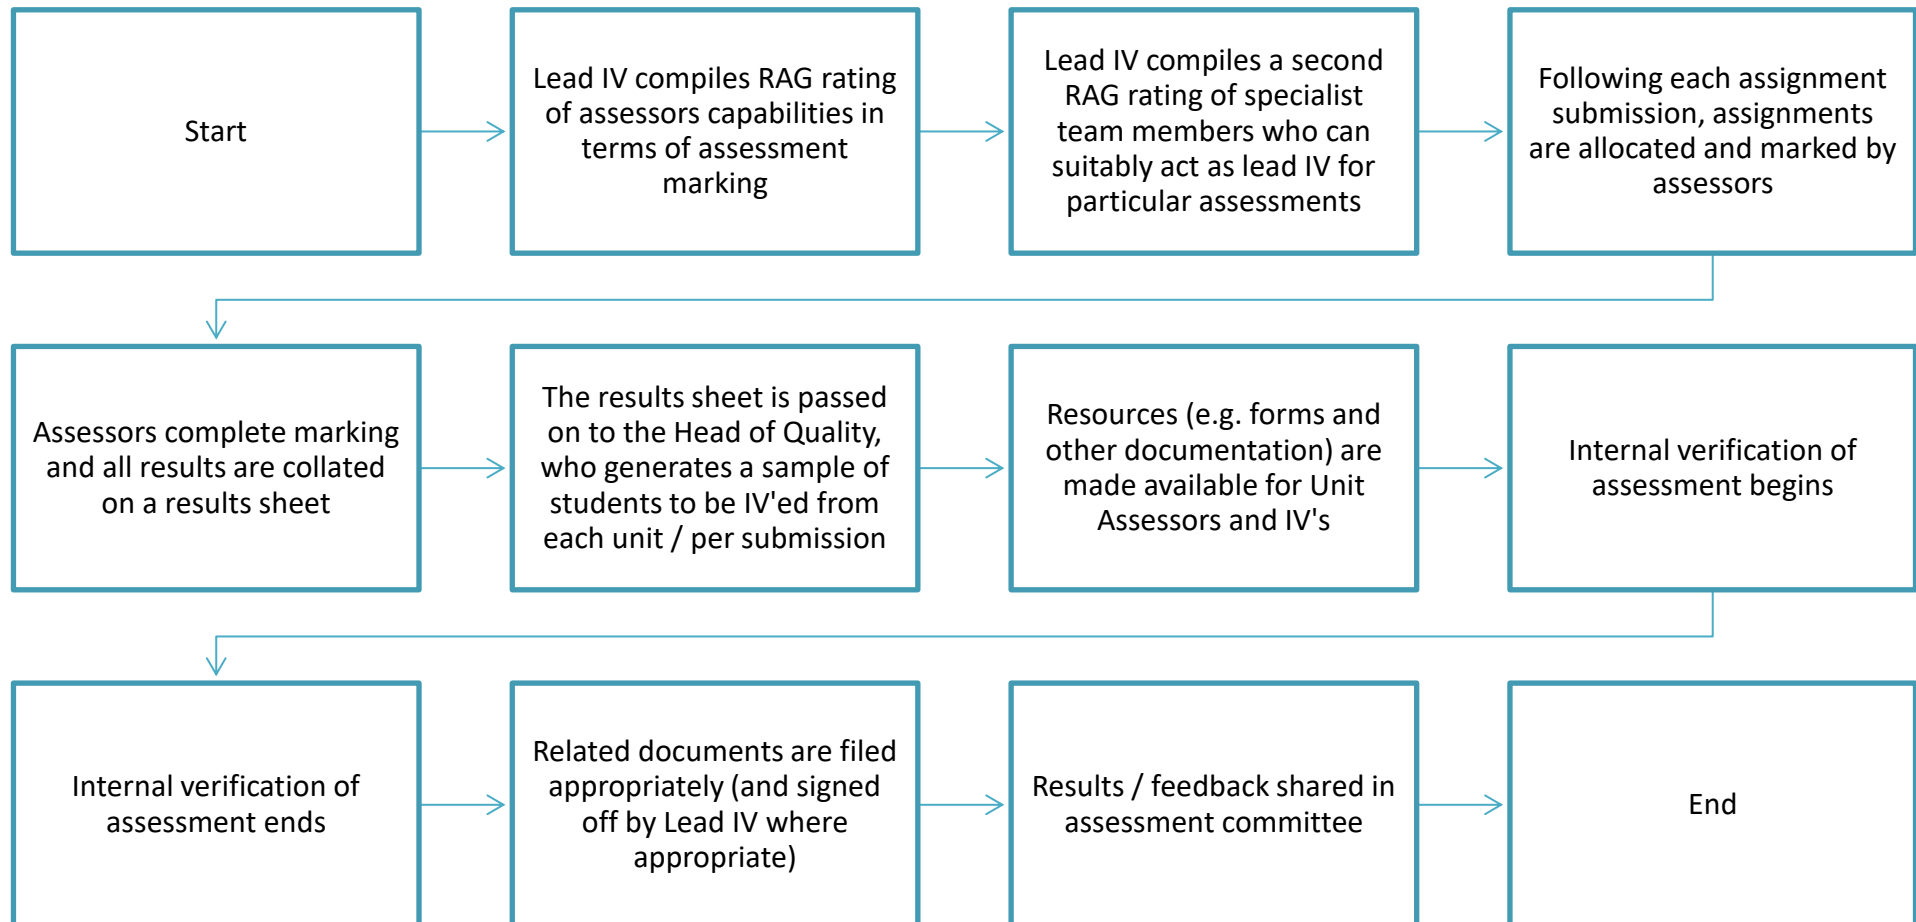 Start
Lead IV compiles RAG rating
of assessors capabilities in
terms of assessment
marking
Lead IV compiles a second
RAG rating of specialist
team members who can
suitably act as lead IV for
particular assessments
Following each assignment
submission, assignments
are allocated and marked by
assessors
Assessors complete marking
and all results are collated
on a results sheet
The results sheet is passed
on to the Head of Quality,
who generates a sample of
students to be IV'ed from
each unit / per submission
Resources (e.g. forms and
other documentation) are
made available for Unit
Assessors and IV's
Internal verification of
assessment begins
Internal verification of
assessment ends
Related documents are filed
appropriately (and signed
off by Lead IV where
appropriate)
Results / feedback shared in
assessment committee
End